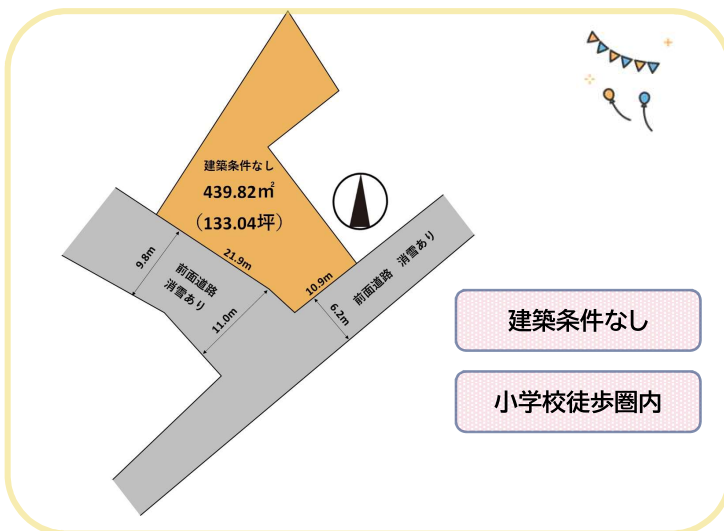 建築条件なし
439.82㎡
（133.04坪）
21.9m
10.9m
9.8m
前面道路
消雪あり
11.0m
6.2m
前面道路 消雪あり
建築条件なし
小学校徒歩圏内